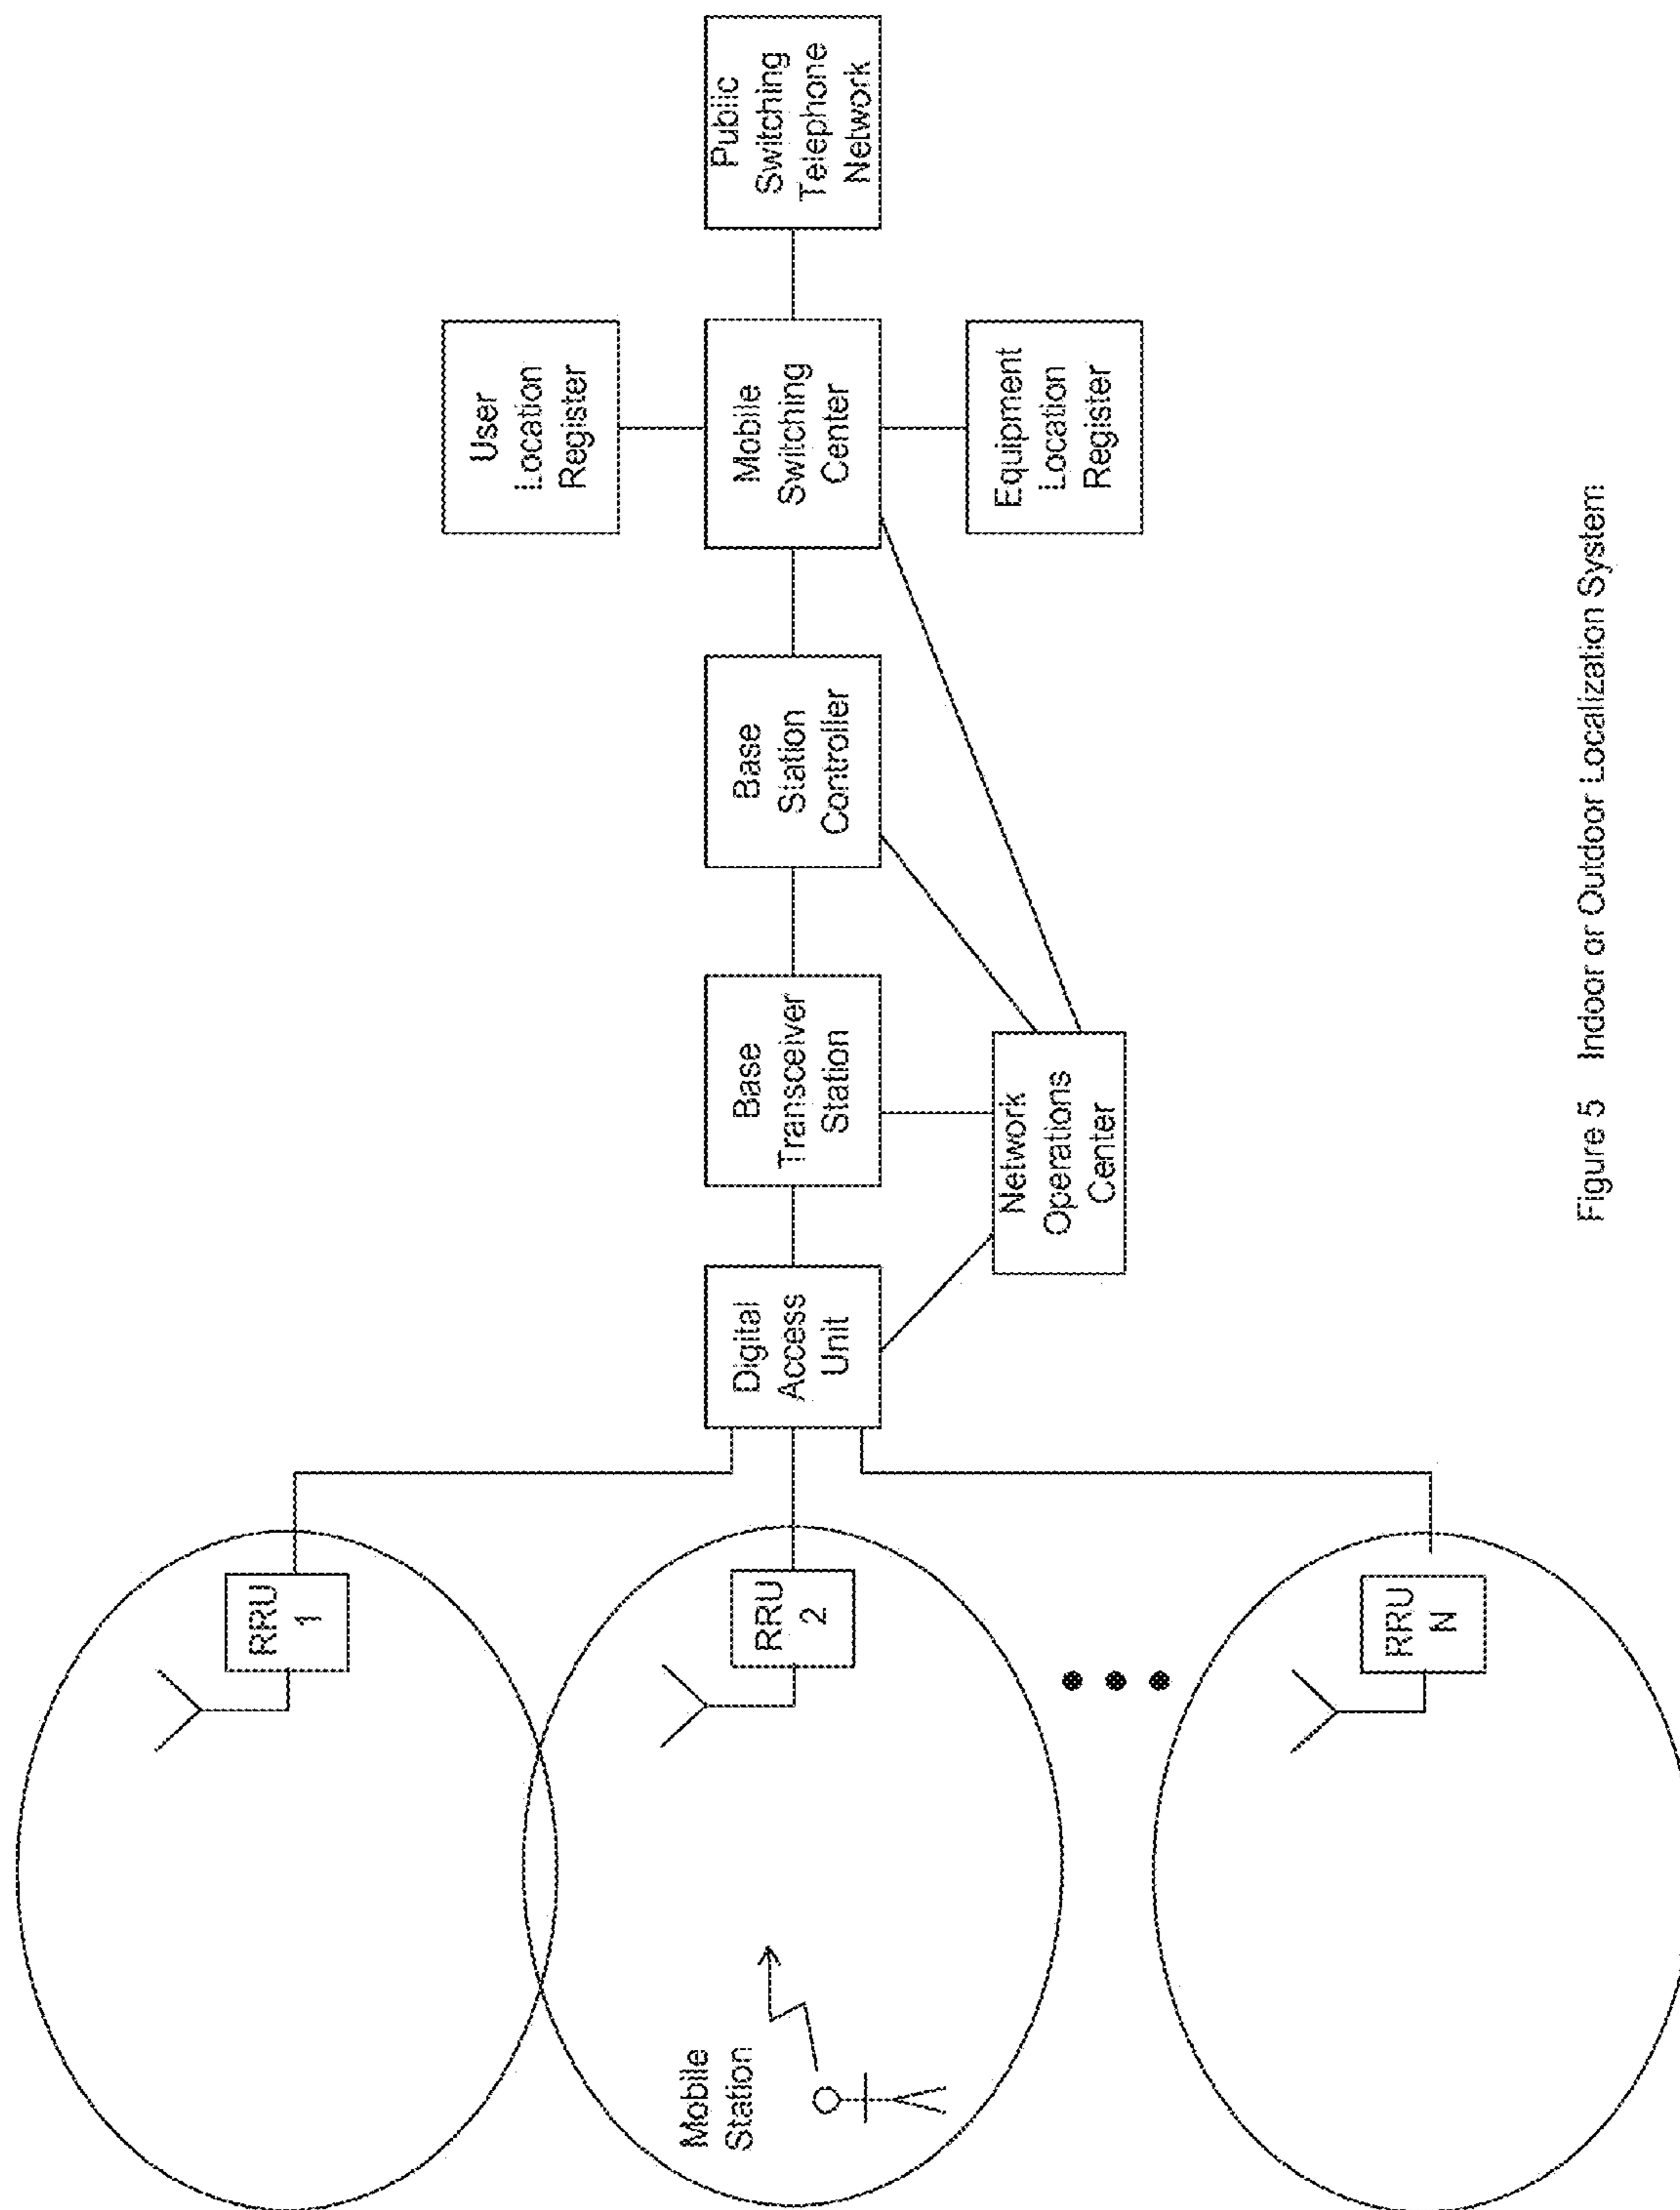 RRU
1
Mobile
Station
RRU
2
RRU
N
Digital
Access
Unit
Base
Transceiver
Station
Network
Operations
Center
Base
Station
Controller
User
Location
Register
Mobile
Switching
Center
Equipment
Location
Register
Public
Switching
Telephone
Network
Figure 5 Indoor or Outdoor Localization System